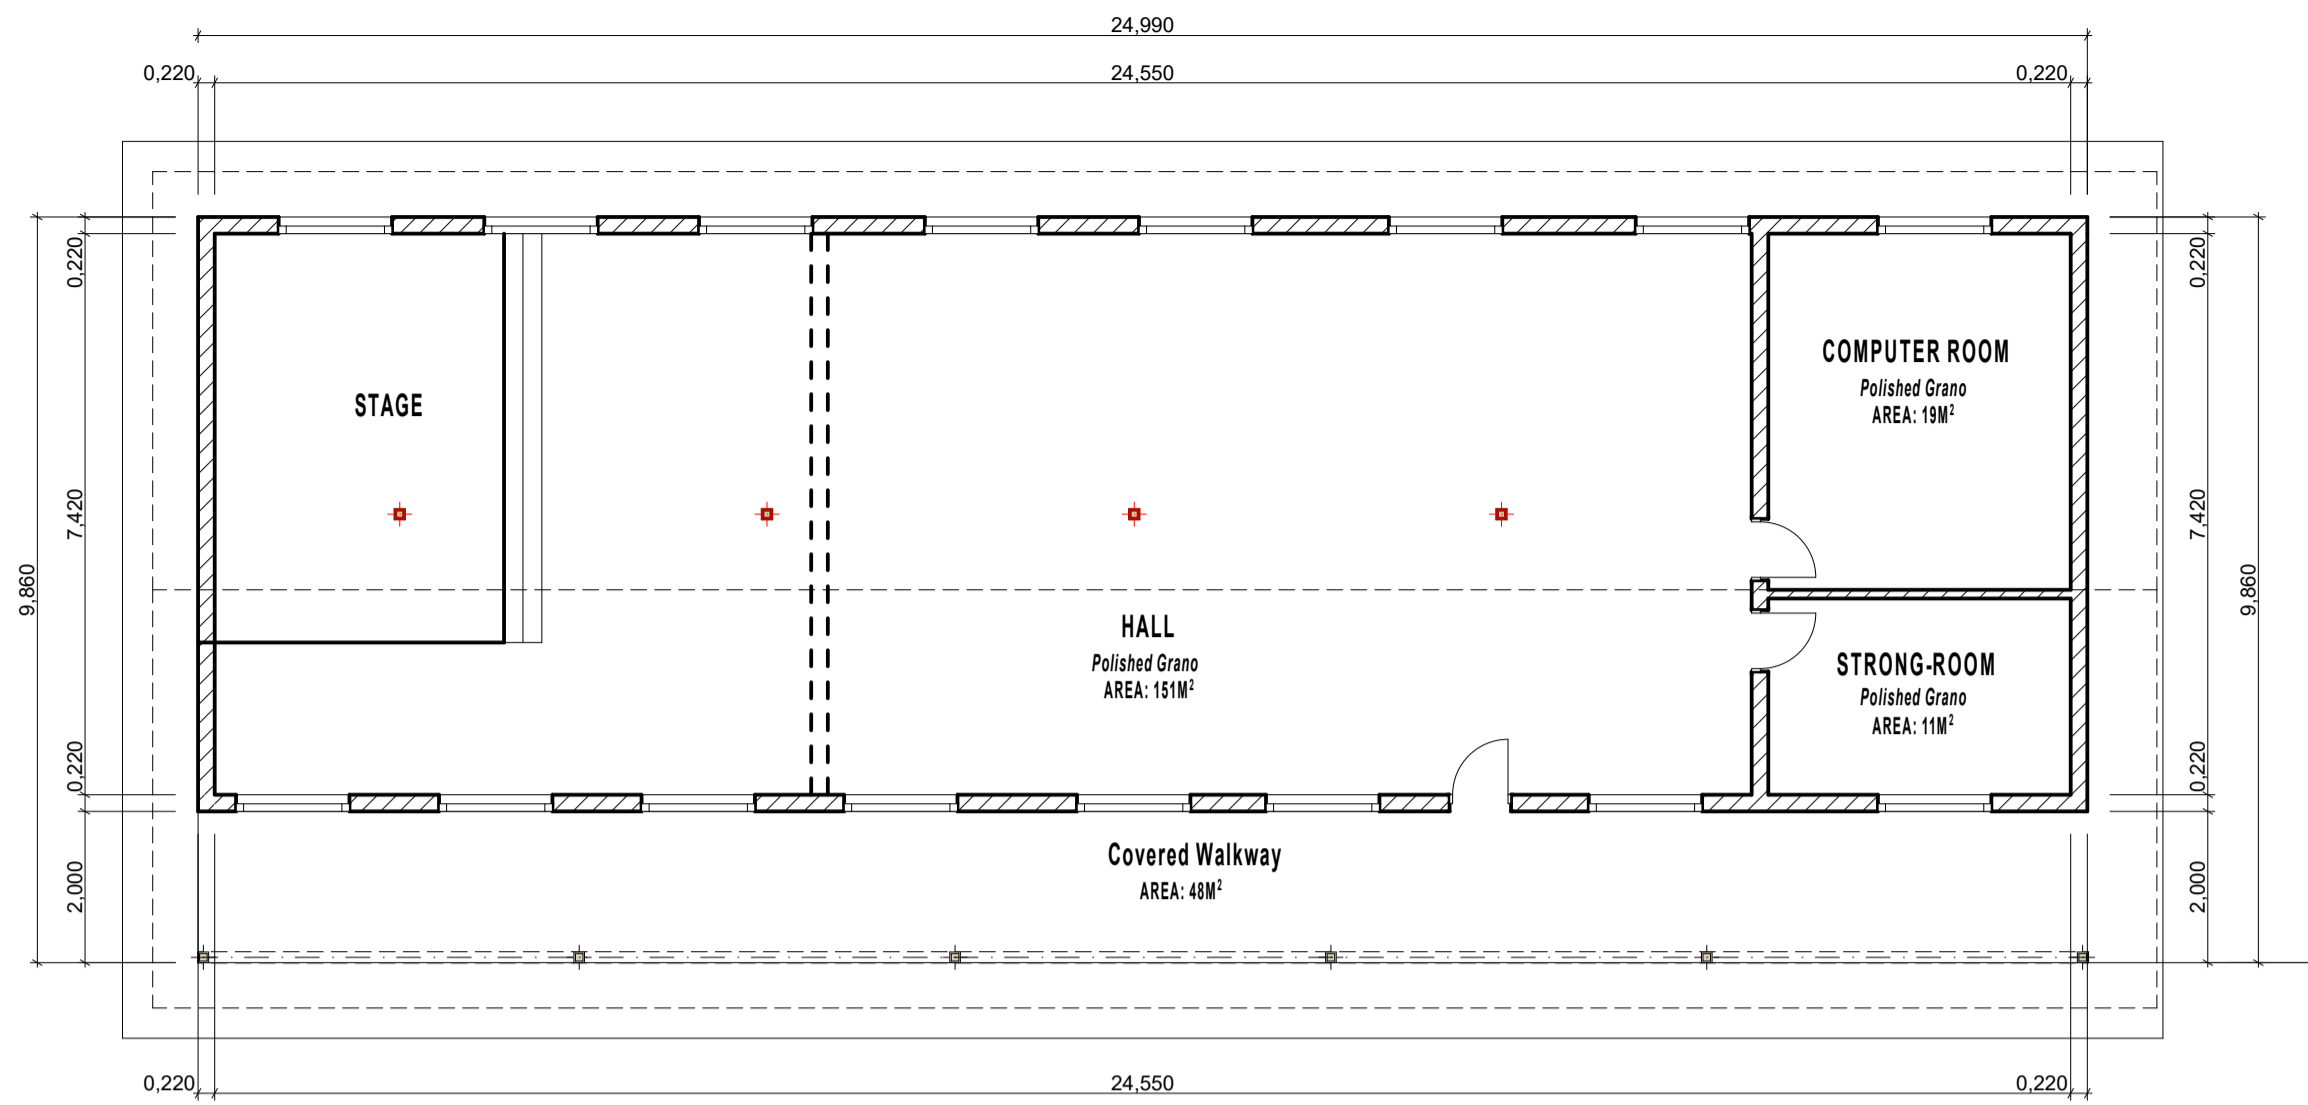 24,990
0,220
24,550
0,220
0,220
0,220
COMPUTER ROOM
Polished Grano
AREA: 19M²
STAGE
7,420
7,420
9,860
9,860
HALL
Polished Grano
AREA: 151M²
STRONG-ROOM
Polished Grano
AREA: 11M²
0,220
0,220
Covered Walkway
AREA: 48M²
2,000
2,000
0,220
24,550
0,220